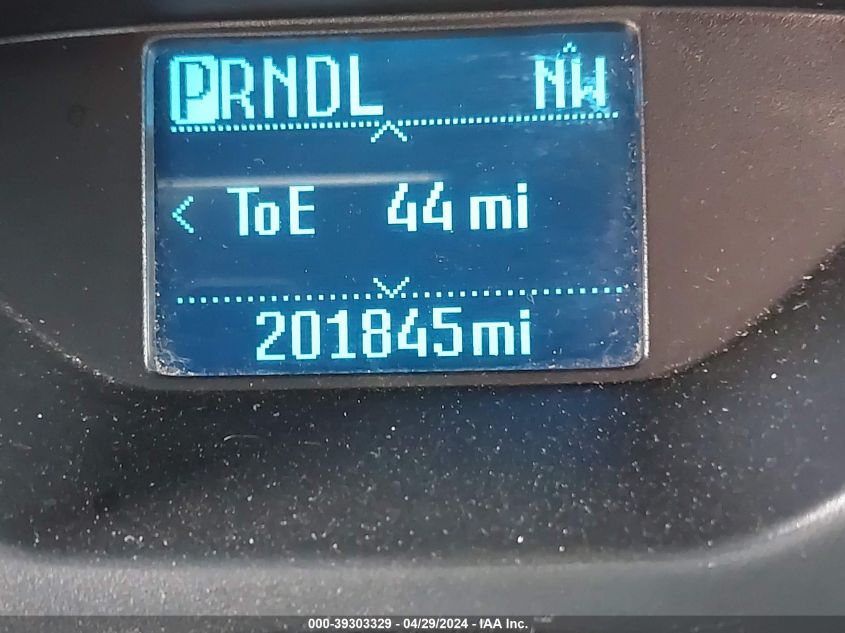 PRNDL NW
< ToE 44 mi
201845mi
000-39303329 - 04/29/2024 - IAA Inc.